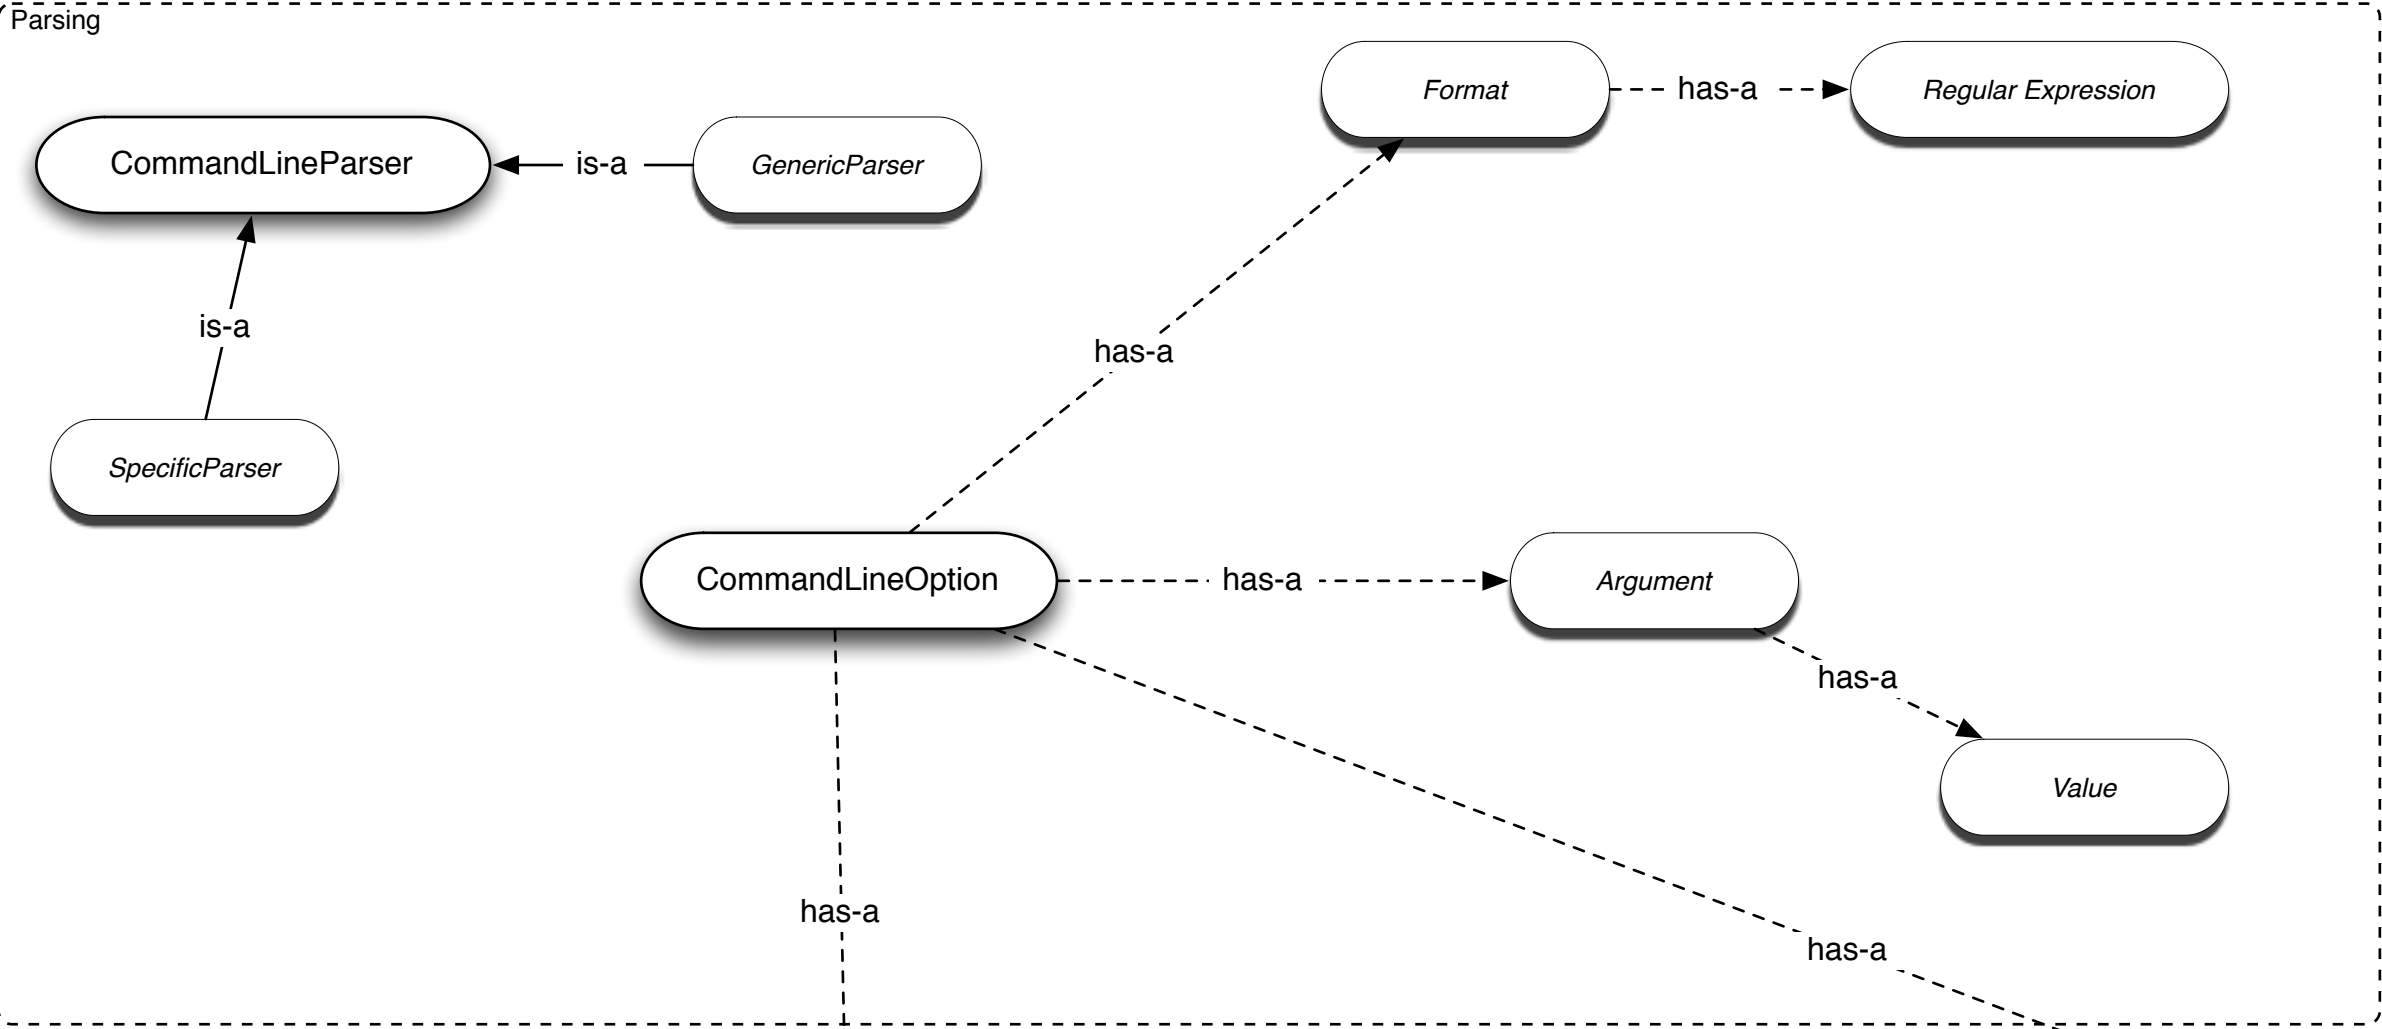 Parsing
Format
has-a
Regular Expression
CommandLineParser
is-a
GenericParser
is-a
has-a
SpecificParser
CommandLineOption
has-a
Argument
has-a
Value
has-a
has-a